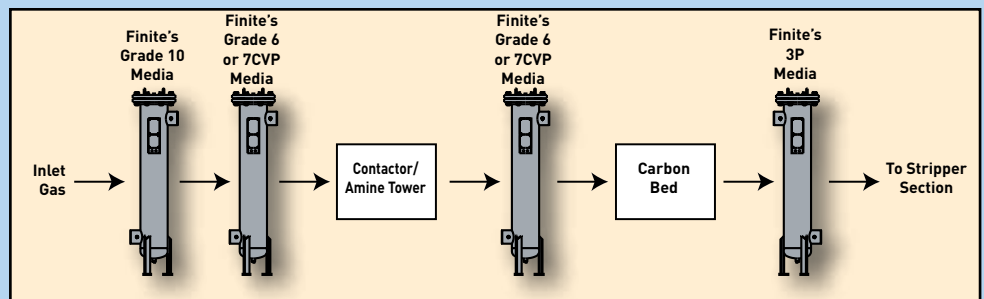 Inlet
Gas
Finite's
Grade 10
Media
Finite's
Grade 6
or 7CVP
Media
Contactor/
Amine Tower
Finite's
Grade 6
or 7CVP
Media
Carbon
Bed
Finite's
3P
Media
To Stripper
Section